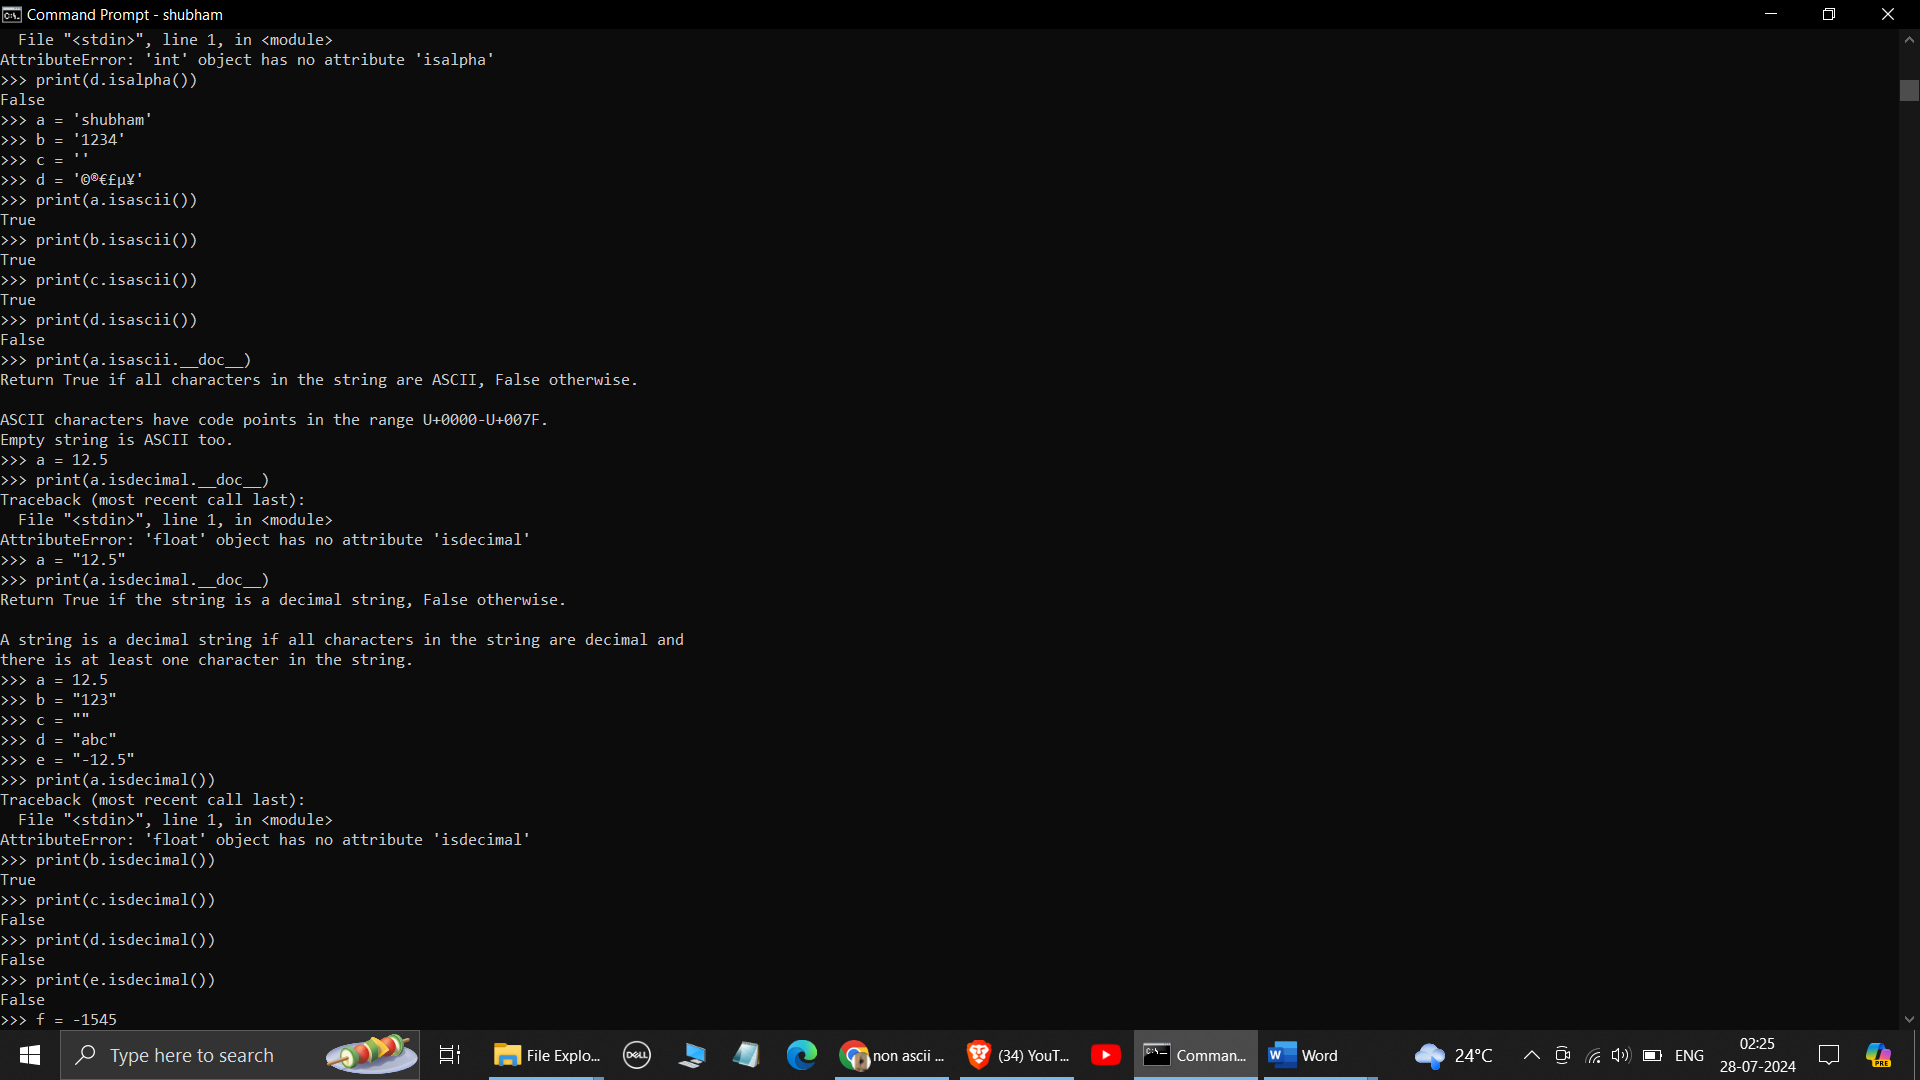 Command Prompt - shubham
  File "<stdin>", line 1, in <module>
AttributeError: 'int' object has no attribute 'isalpha'
>>> print(d.isalpha())
False
>>> a = 'shubham'
>>> b = '1234'
>>> c = ''
>>> d = '©®€£µ¥'
>>> print(a.isascii())
True
>>> print(b.isascii())
True
>>> print(c.isascii())
True
>>> print(d.isascii())
False
>>> print(a.isascii.__doc__)
Return True if all characters in the string are ASCII, False otherwise.

ASCII characters have code points in the range U+0000-U+007F.
Empty string is ASCII too.
>>> a = 12.5
>>> print(a.isdecimal.__doc__)
Traceback (most recent call last):
  File "<stdin>", line 1, in <module>
AttributeError: 'float' object has no attribute 'isdecimal'
>>> a = "12.5"
>>> print(a.isdecimal.__doc__)
Return True if the string is a decimal string, False otherwise.

A string is a decimal string if all characters in the string are decimal and
there is at least one character in the string.
>>> a = 12.5
>>> b = "123"
>>> c = ""
>>> d = "abc"
>>> e = "-12.5"
>>> print(a.isdecimal())
Traceback (most recent call last):
  File "<stdin>", line 1, in <module>
AttributeError: 'float' object has no attribute 'isdecimal'
>>> print(b.isdecimal())
True
>>> print(c.isdecimal())
False
>>> print(d.isdecimal())
False
>>> print(e.isdecimal())
False
>>> f = -1545
Type here to search
File Explo...
DELL
non ascii ...
(34) YouT...
Comman...
Word
24°C
ENG
02:25
28-07-2024
PRE